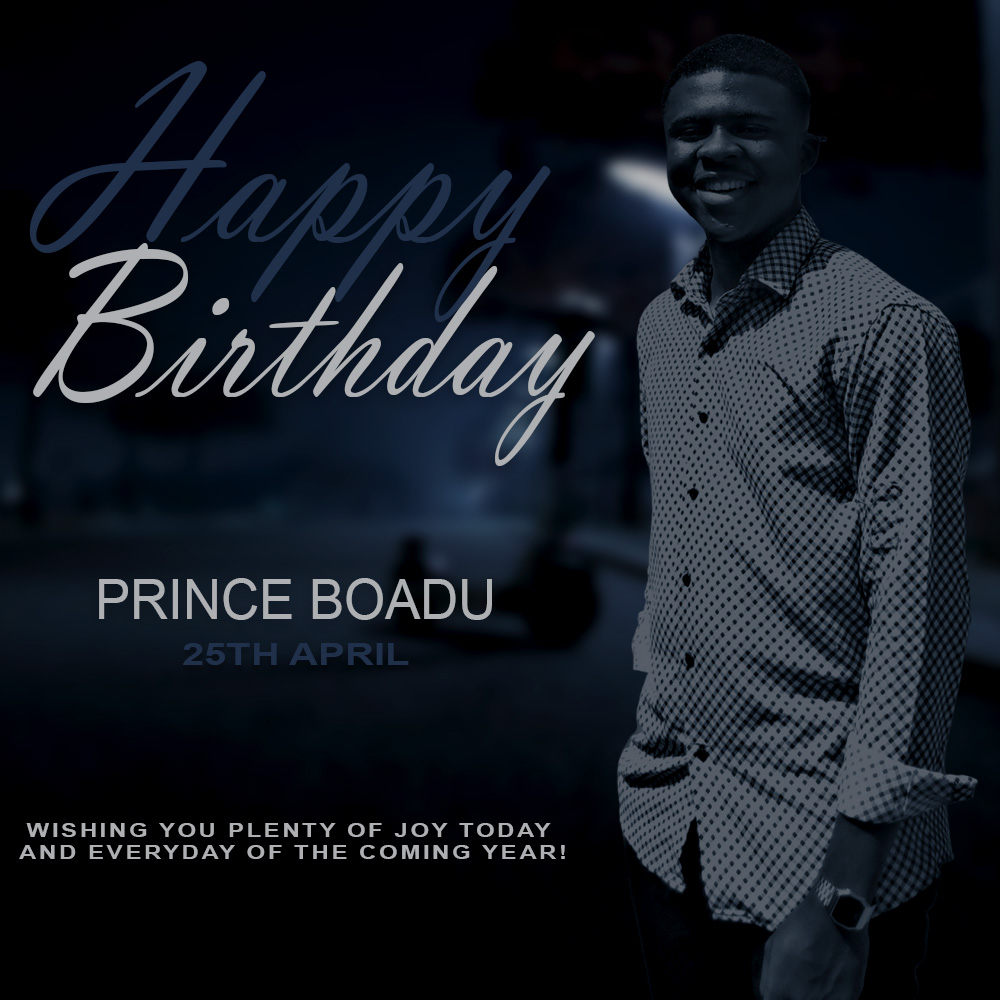 Happy
Birthday
PRINCE BOADU
25TH APRIL
WISHING YOU PLENTY OF JOY TODAY
AND EVERYDAY OF THE COMING YEAR!